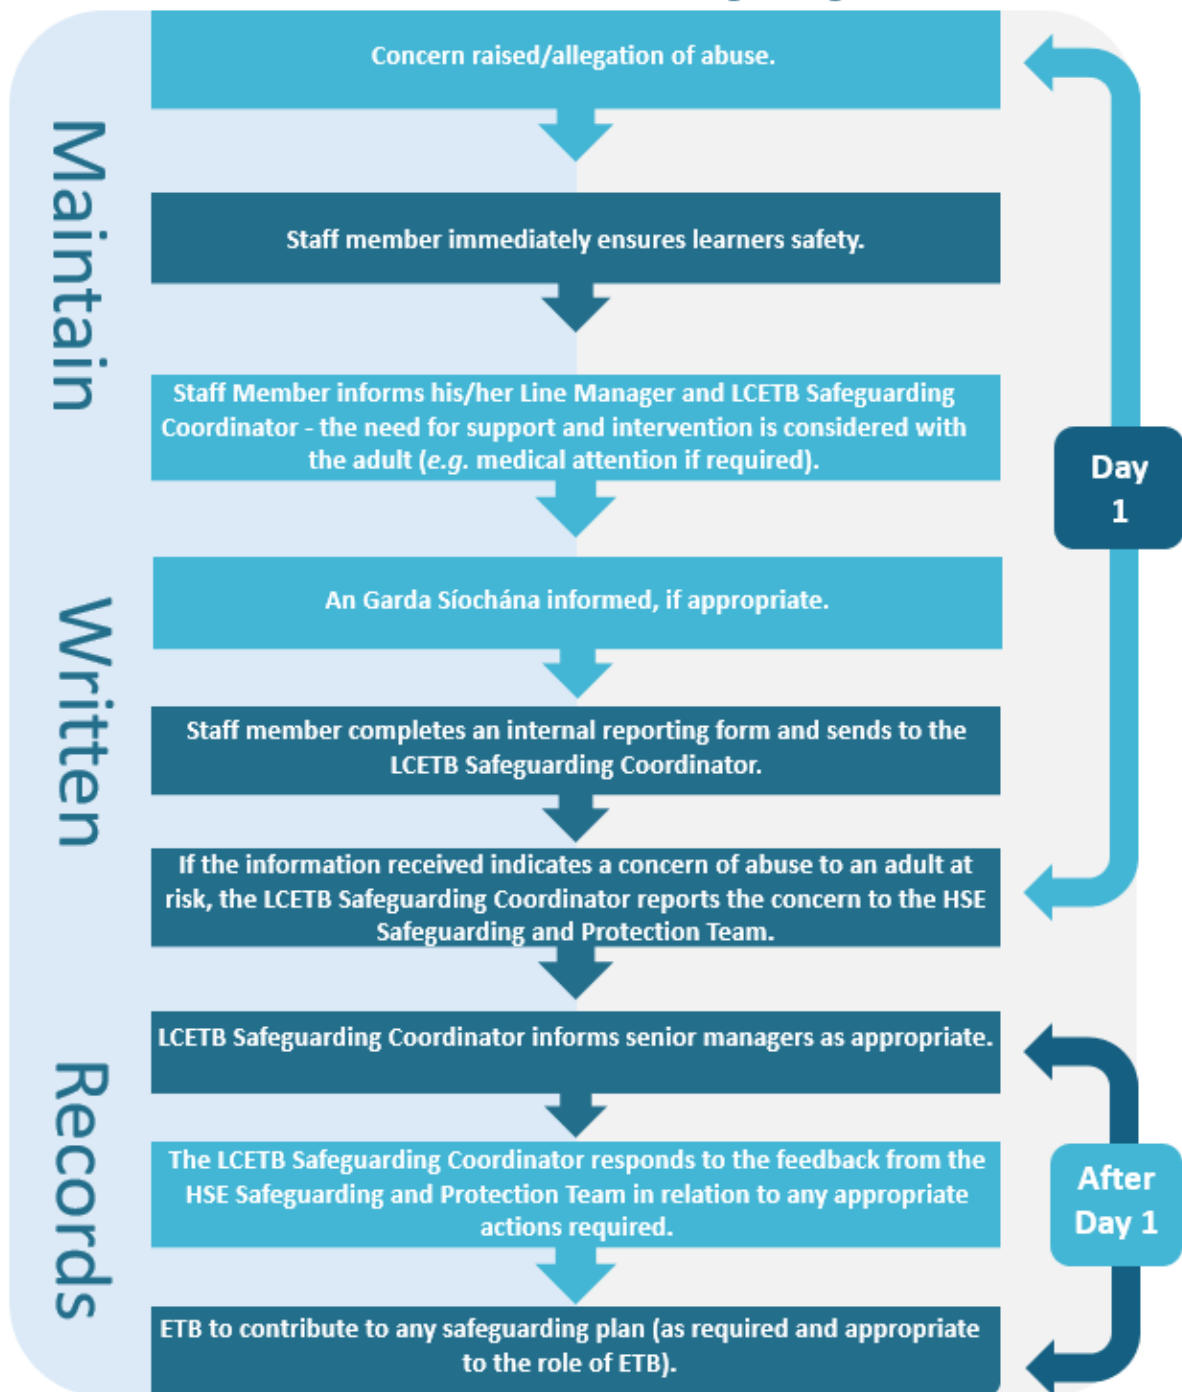 Concern raised/allegation of abuse.
Staff member immediately ensures learners safety.
Staff Member informs his/her Line Manager and LCETB Safeguarding
Coordinator - the need for support and intervention is considered with
the adult (e.g. medical attention if required).
An Garda Síochána informed, if appropriate.
Staff member completes an internal reporting form and sends to the
LCETB Safeguarding Coordinator.
If the information received indicates a concern of abuse to an adult at
risk, the LCETB Safeguarding Coordinator reports the concern to the HSE
Safeguarding and Protection Team.
LCETB Safeguarding Coordinator informs senior managers as appropriate.
The LCETB Safeguarding Coordinator responds to the feedback from the
HSE Safeguarding and Protection Team in relation to any appropriate
actions required.
ETB to contribute to any safeguarding plan (as required and appropriate
to the role of ETB).
Maintain Written Records
Day
1
After
Day 1